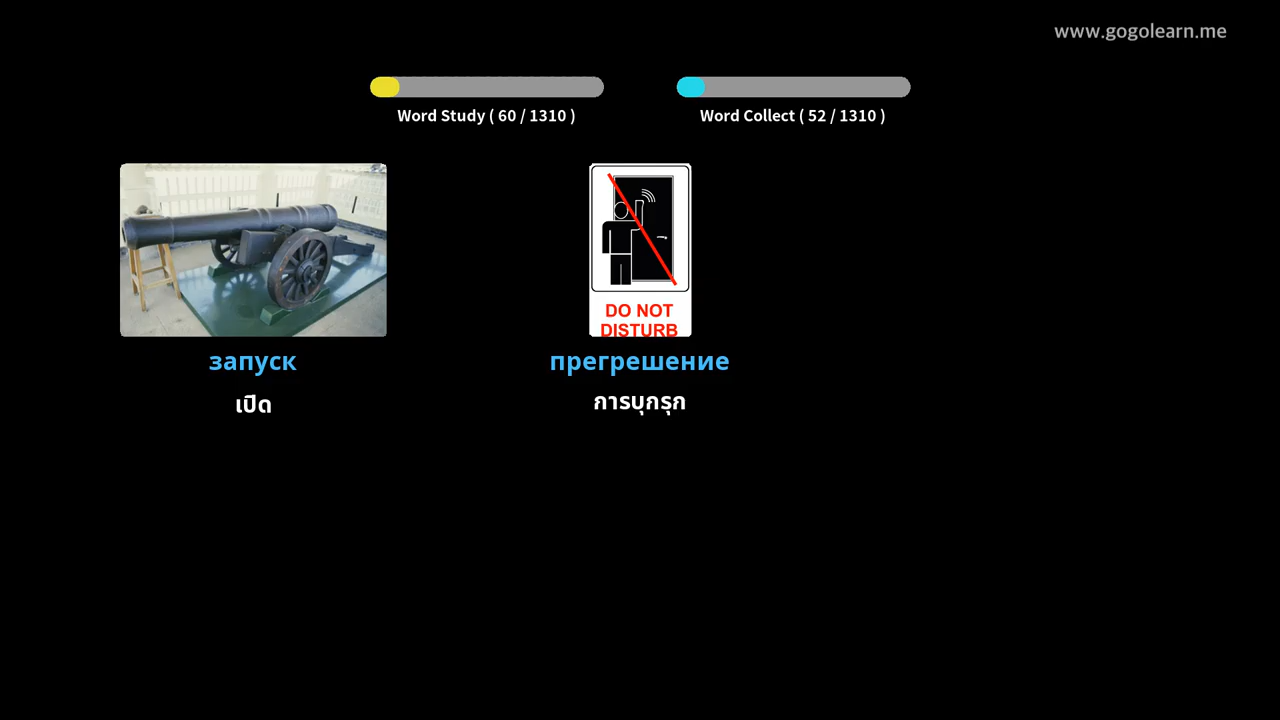 www.gogolearn.me
Word Study ( 60 / 1310 )
Word Collect ( 52 / 1310 )
DO NOT
DISTURB
запуск
прегрешение
เปิด
การบุกรุก